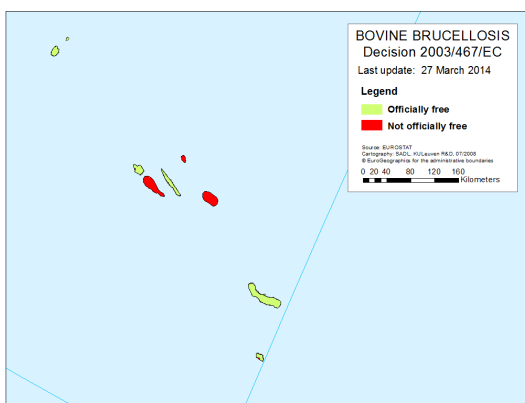 BOVINE BRUCELLOSIS
Decision 2003/467/EC
Last update: 27 March 2014
Legend
Officially free
Not officially free
Source: EUROSTAT
Cartography: SADL, KULeuven R&D, 07/2008
© EuroGeographics for the administrative boundaries
0 20 40 80 120 160
Kilometers